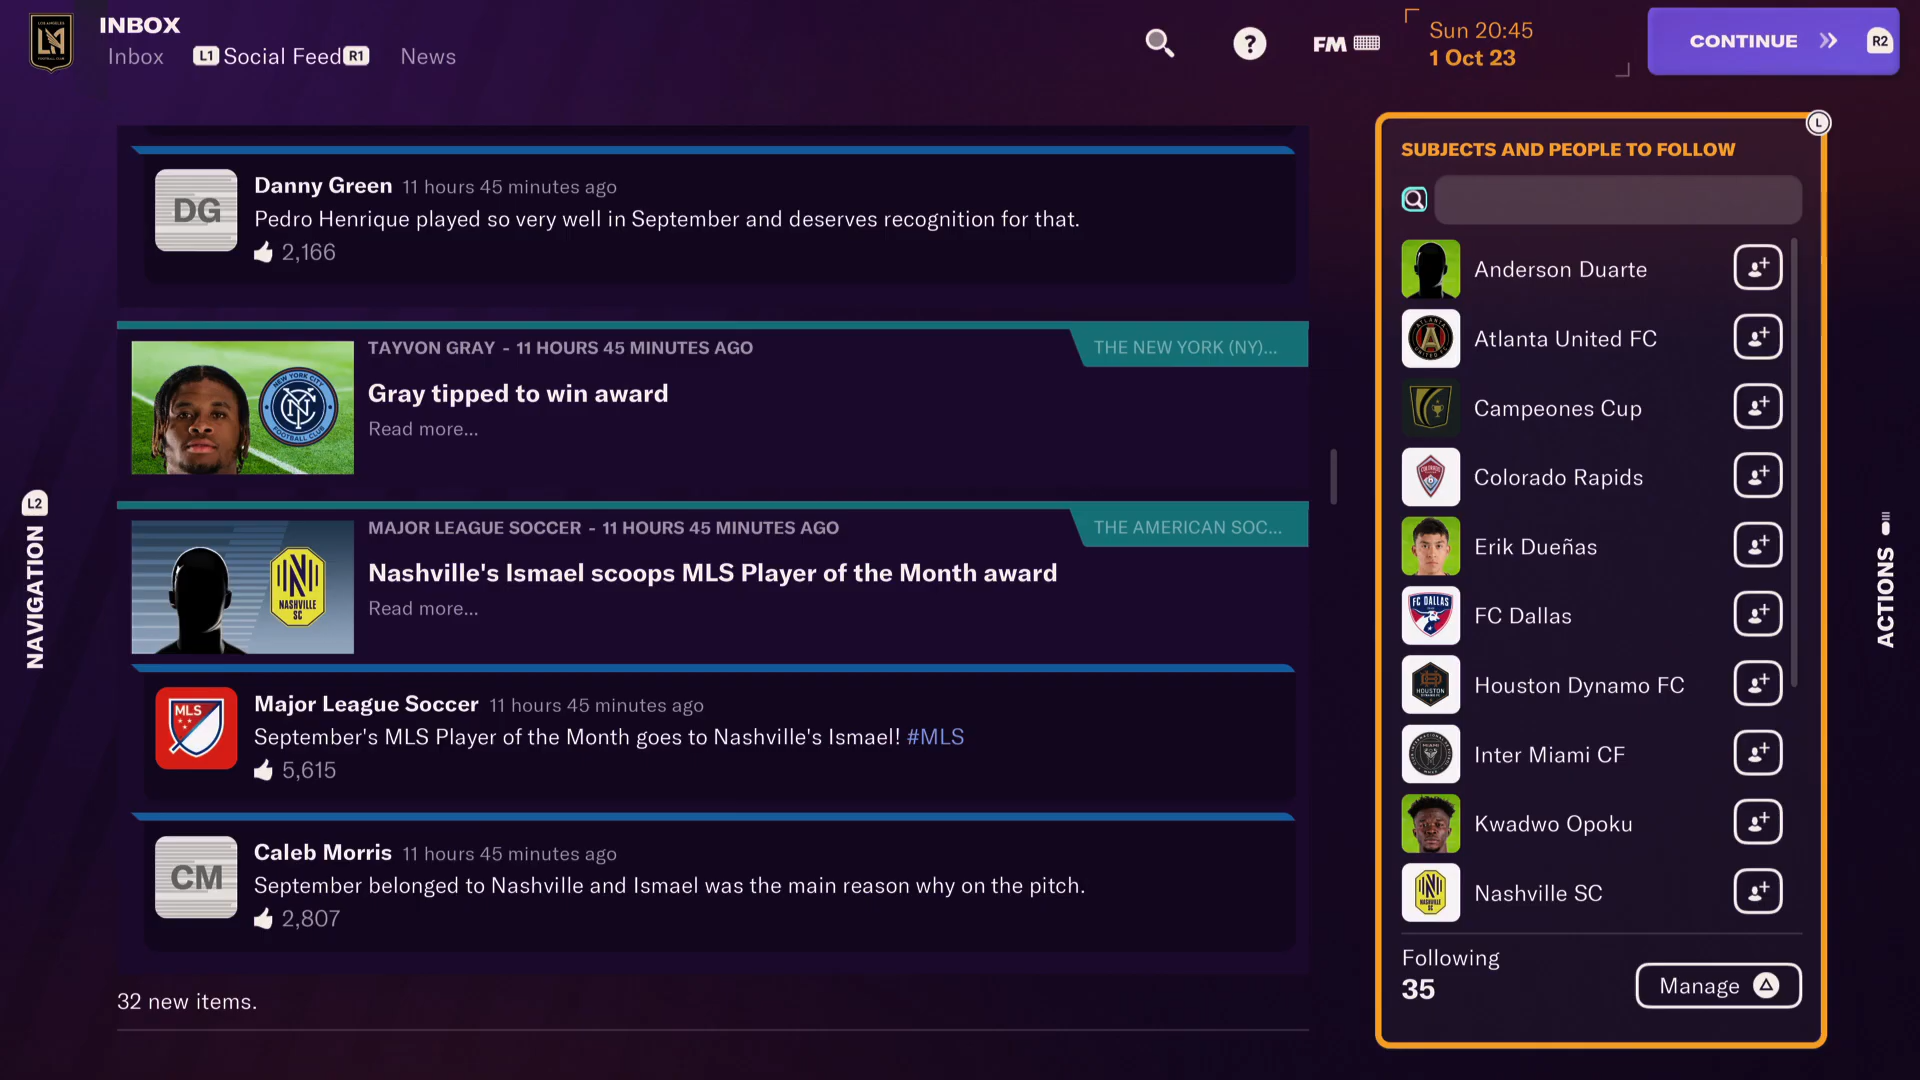 INBOX
Inbox L1 Social Feed R1 News
?
FM
Sun 20:45
1 Oct 23
CONTINUE R2
Danny Green 11 hours 45 minutes ago
DG
Pedro Henrique played so very well in September and deserves recognition for that.
2,166
TAYVON GRAY - 11 HOURS 45 MINUTES AGO
THE NEW YORK (NY)...
Gray tipped to win award
Read more...
MAJOR LEAGUE SOCCER - 11 HOURS 45 MINUTES AGO
THE AMERICAN SOC...
Nashville's Ismael scoops MLS Player of the Month award
Read more...
NASHVILLE
SC
Major League Soccer 11 hours 45 minutes ago
MLS
September's MLS Player of the Month goes to Nashville's Ismael! #MLS
5,615
Caleb Morris 11 hours 45 minutes ago
CM
September belonged to Nashville and Ismael was the main reason why on the pitch.
2,807
32 new items.
L2
NAVIGATION
L
SUBJECTS AND PEOPLE TO FOLLOW
Anderson Duarte
Atlanta United FC
Campeones Cup
Colorado Rapids
Erik Dueñas
FC DALLAS
FC Dallas
HOUSTON
Houston Dynamo FC
Inter Miami CF
Kwadwo Opoku
Nashville SC
Following
35
Manage
ACTIONS